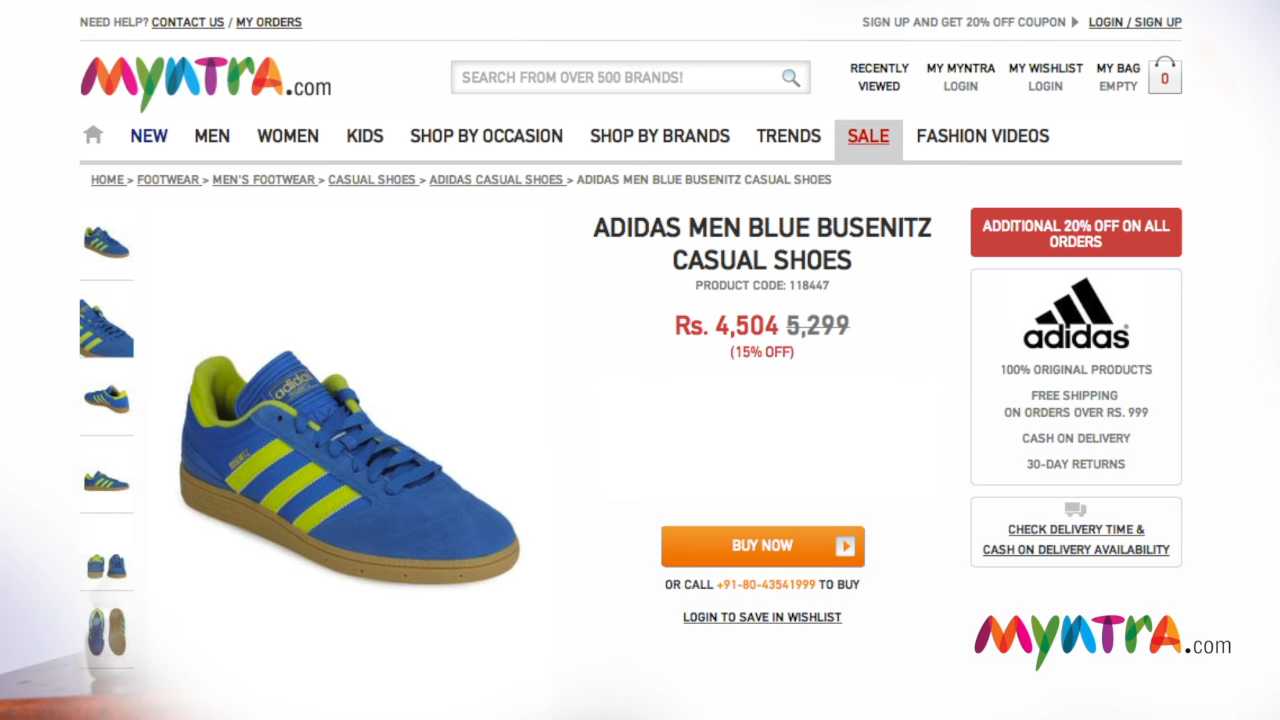 NEED HELP? CONTACT US / MY ORDERS
SIGN UP AND GET 20% OFF COUPON LOGIN / SIGN UP
myntra.com
SEARCH FROM OVER 500 BRANDS!
RECENTLY VIEWED
MY MYNTRA LOGIN
MY WISHLIST LOGIN
MY BAG EMPTY
0
NEW MEN WOMEN KIDS SHOP BY OCCASION SHOP BY BRANDS TRENDS SALE FASHION VIDEOS
HOME > FOOTWEAR > MEN'S FOOTWEAR > CASUAL SHOES > ADIDAS CASUAL SHOES > ADIDAS MEN BLUE BUSENITZ CASUAL SHOES
adidas
ADIDAS MEN BLUE BUSENITZ
CASUAL SHOES
PRODUCT CODE: 118447
Rs. 4,504 5,299
(15% OFF)
BUY NOW
OR CALL +91-80-43541999 TO BUY
LOGIN TO SAVE IN WISHLIST
ADDITIONAL 20% OFF ON ALL
ORDERS
adidas
100% ORIGINAL PRODUCTS
FREE SHIPPING
ON ORDERS OVER RS. 999
CASH ON DELIVERY
30-DAY RETURNS
CHECK DELIVERY TIME &
CASH ON DELIVERY AVAILABILITY
myntra.com